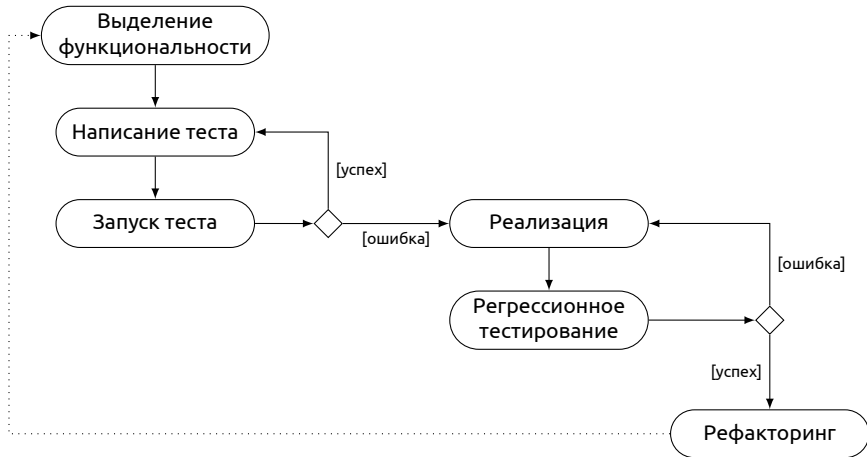 Выделение
функциональности
Написание теста
[успех]
Запуск теста
[ошибка]
Реализация
[ошибка]
Регрессионное
тестирование
[успех]
Рефакторинг